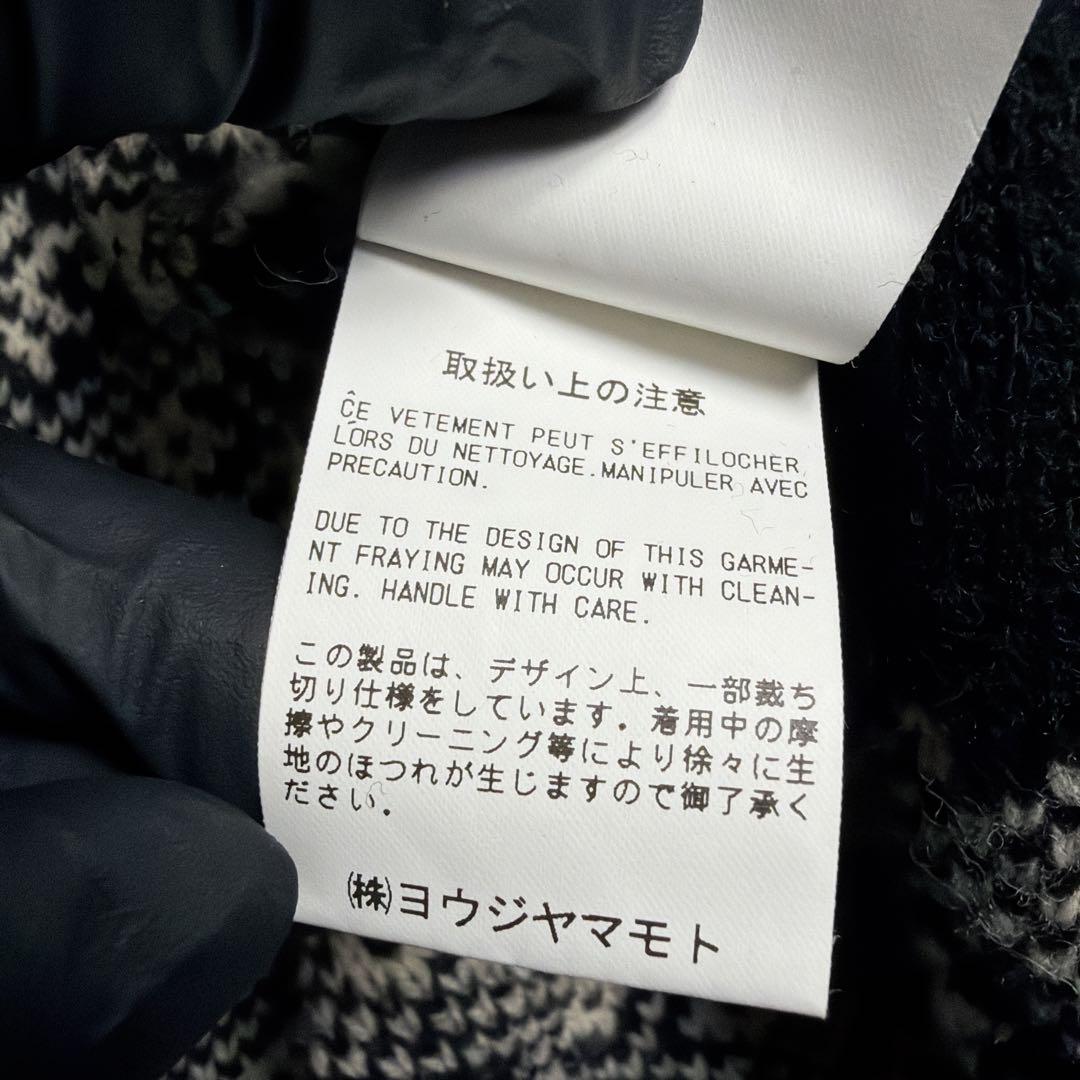 取扱い上の注意
ĈE VETEMENT PEUT S'EFFILOCHER
LORS DU NETTOYAGE.MANIPULER AVEC
PRECAUTION.
DUE TO THE DESIGN OF THIS GARME-
NT FRAYING MAY OCCUR WITH CLEAN-
ING. HANDLE WITH CARE.
この製品は、デザイン上、一部裁ち
切り仕様をしています。着用中の摩
擦やクリーニング等により徐々に生
地のほつれが生じますので御了承く
ださい。
㈱ヨウジヤマモト